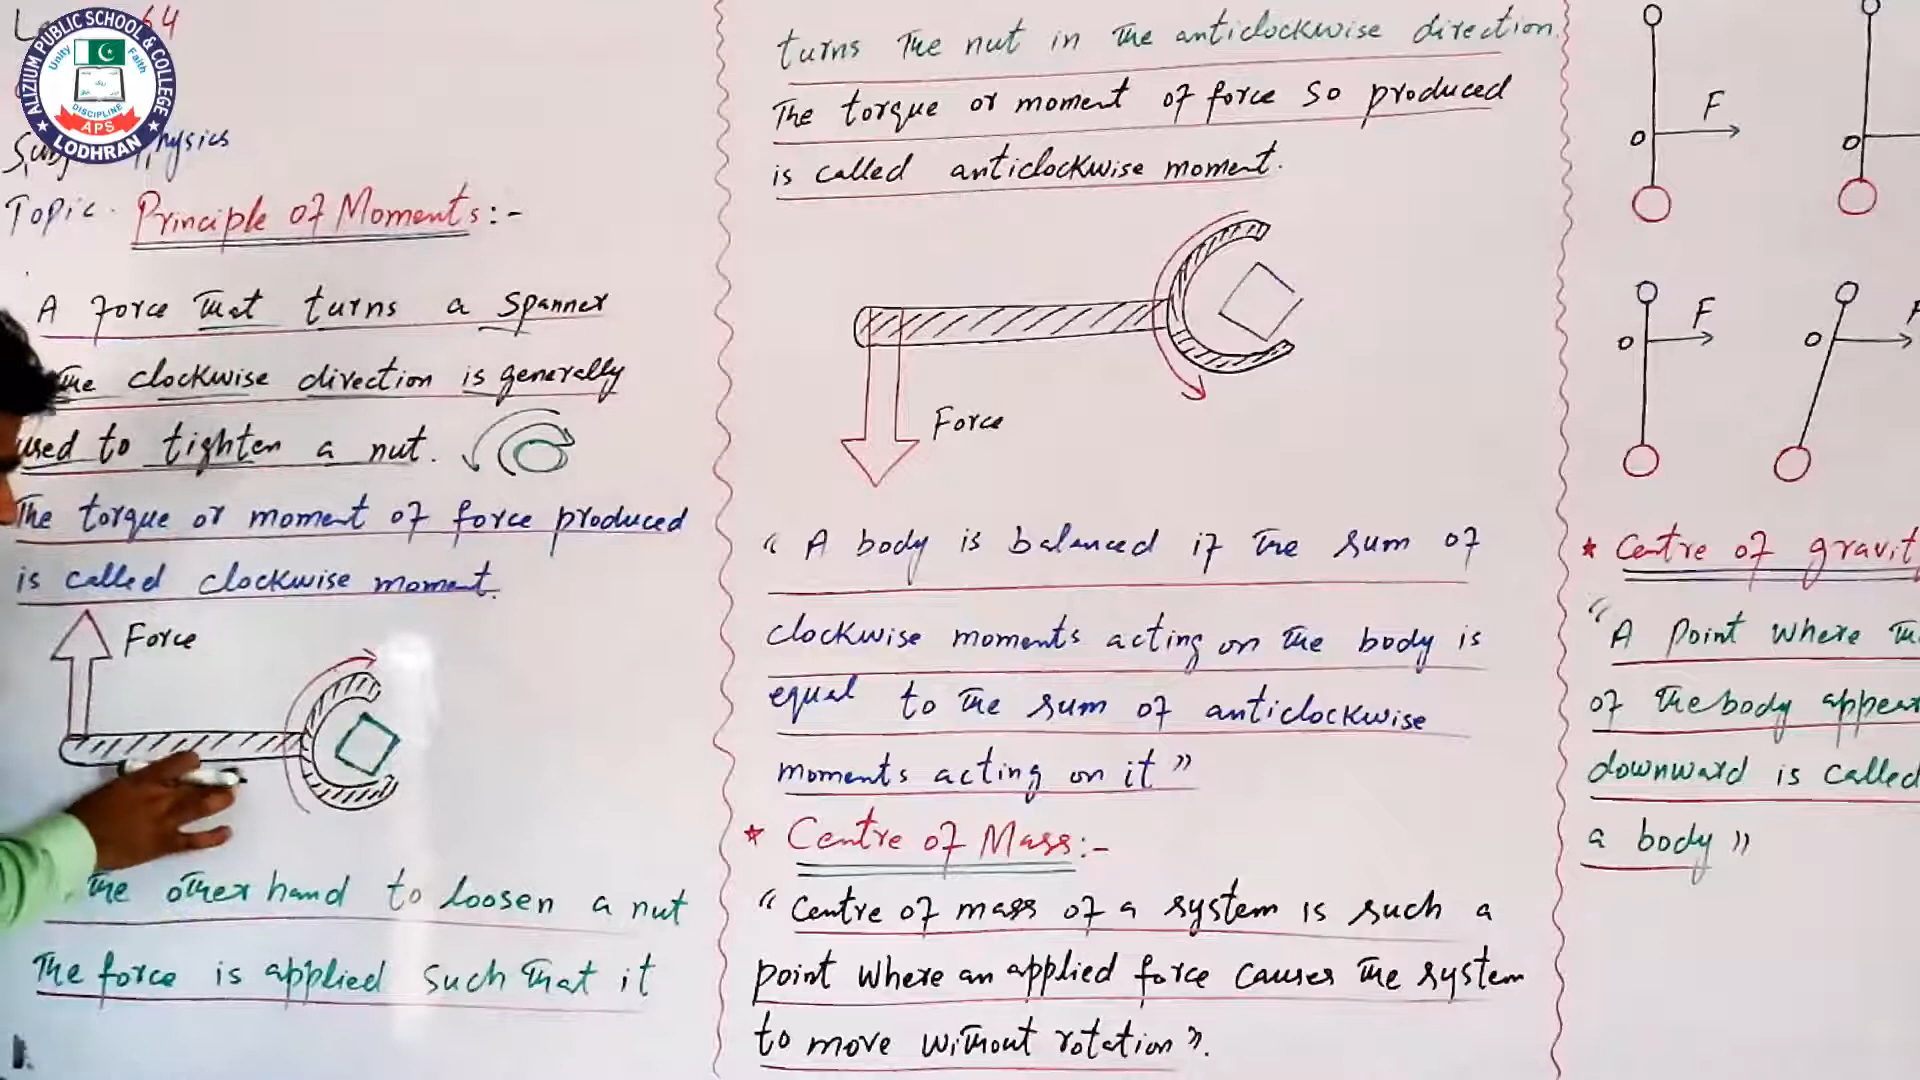 64
ALIZIUM PUBLIC SCHOOL & COLLEGE
Unity
Faith
DISCIPLINE
APS
LODHRAN
Physics
Topic. Principle of Moments:-
A force that turns a spanner
the clockwise direction is generally
used to tighten a nut.
The torque or moment of force produced
is called clockwise moment.
Force
the other hand to loosen a nut
The force is applied such that it
turns the nut in the anticlockwise direction.
The torque or moment of force so produced
is called anticlockwise moment.
Force
“ A body is balanced if the sum of
clockwise moments acting on the body is
equal to the sum of anticlockwise
moments acting on it ”
* Centre of Mass:-
“ Centre of mass of a system is such a
point where an applied force causes the system
to move without rotation ”.
F
o
o
F
o
o
F
* Centre of gravit
“ A Point where the
of the body appear
downward is called
a body ”